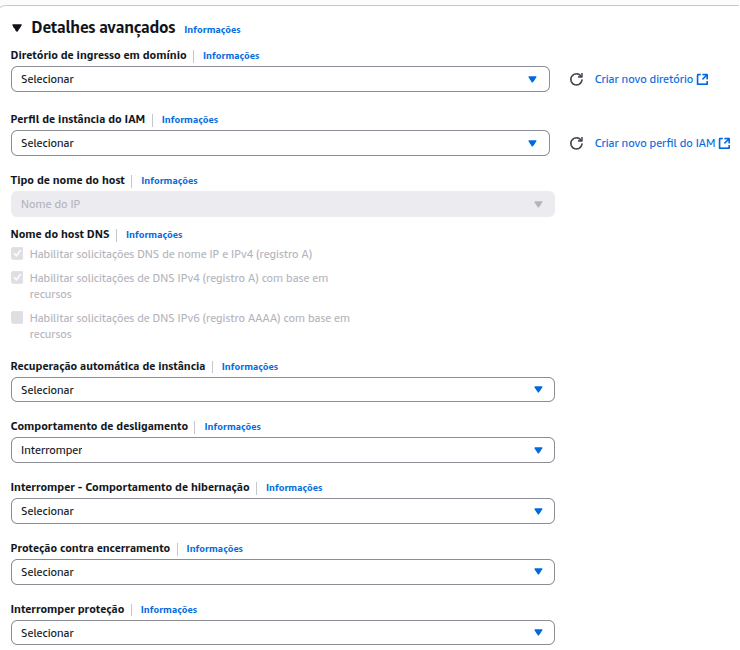 Detalhes avançados Informações
Diretório de ingresso em domínio Informações
Selecionar Criar novo diretório
Perfil de instância do IAM Informações
Selecionar Criar novo perfil do IAM
Tipo de nome do host Informações
Nome do IP
Nome do host DNS Informações
Habilitar solicitações DNS de nome IP e IPv4 (registro A)
Habilitar solicitações de DNS IPv4 (registro A) com base em
recursos
Habilitar solicitações de DNS IPv6 (registro AAAA) com base em
recursos
Recuperação automática de instância Informações
Selecionar
Comportamento de desligamento Informações
Interromper
Interromper – Comportamento de hibernação Informações
Selecionar
Proteção contra encerramento Informações
Selecionar
Interromper proteção Informações
Selecionar